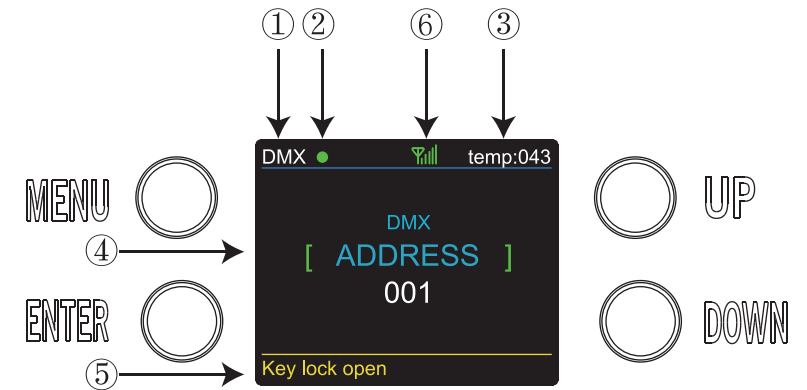 ① ② ⑥ ③
DMX temp:043
MENU UP
DMX
④ [ ADDRESS ]
001
ENTER DOWN
⑤ Key lock open